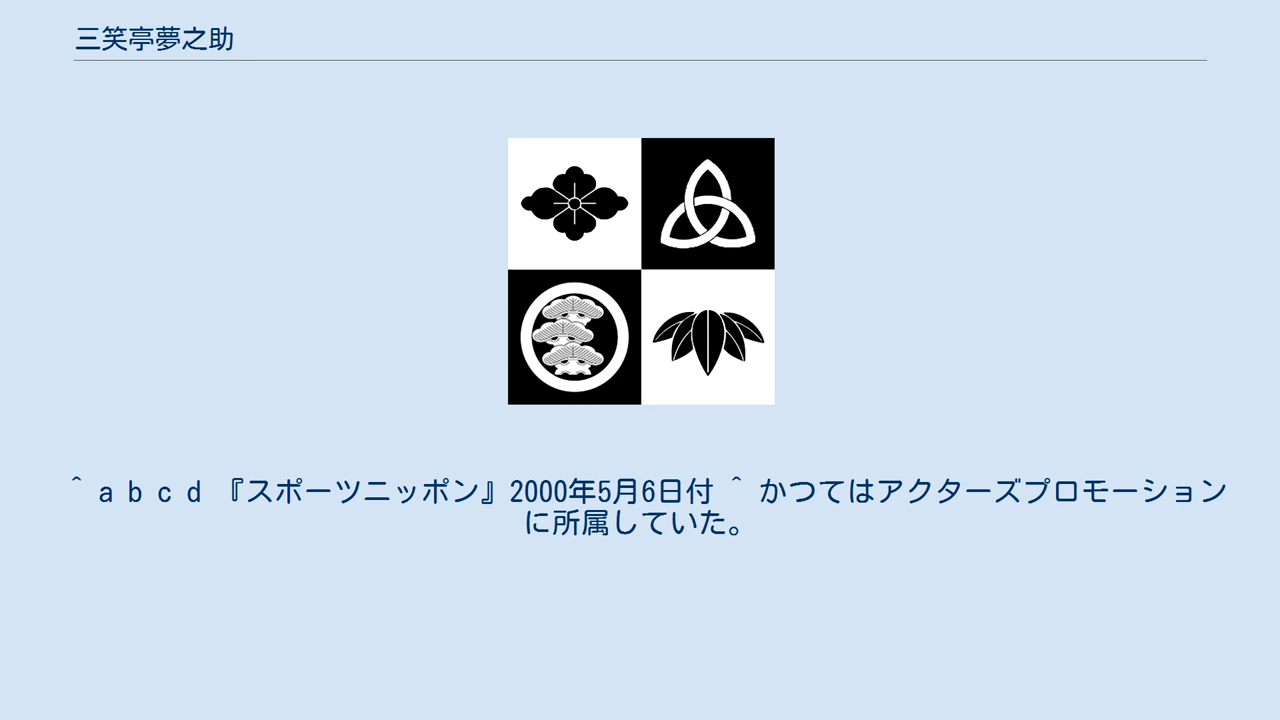 三笑亭夢之助
^ a b c d 『スポーツニッポン』2000年5月6日付 ^ かつてはアクターズプロモーション
に所属していた。